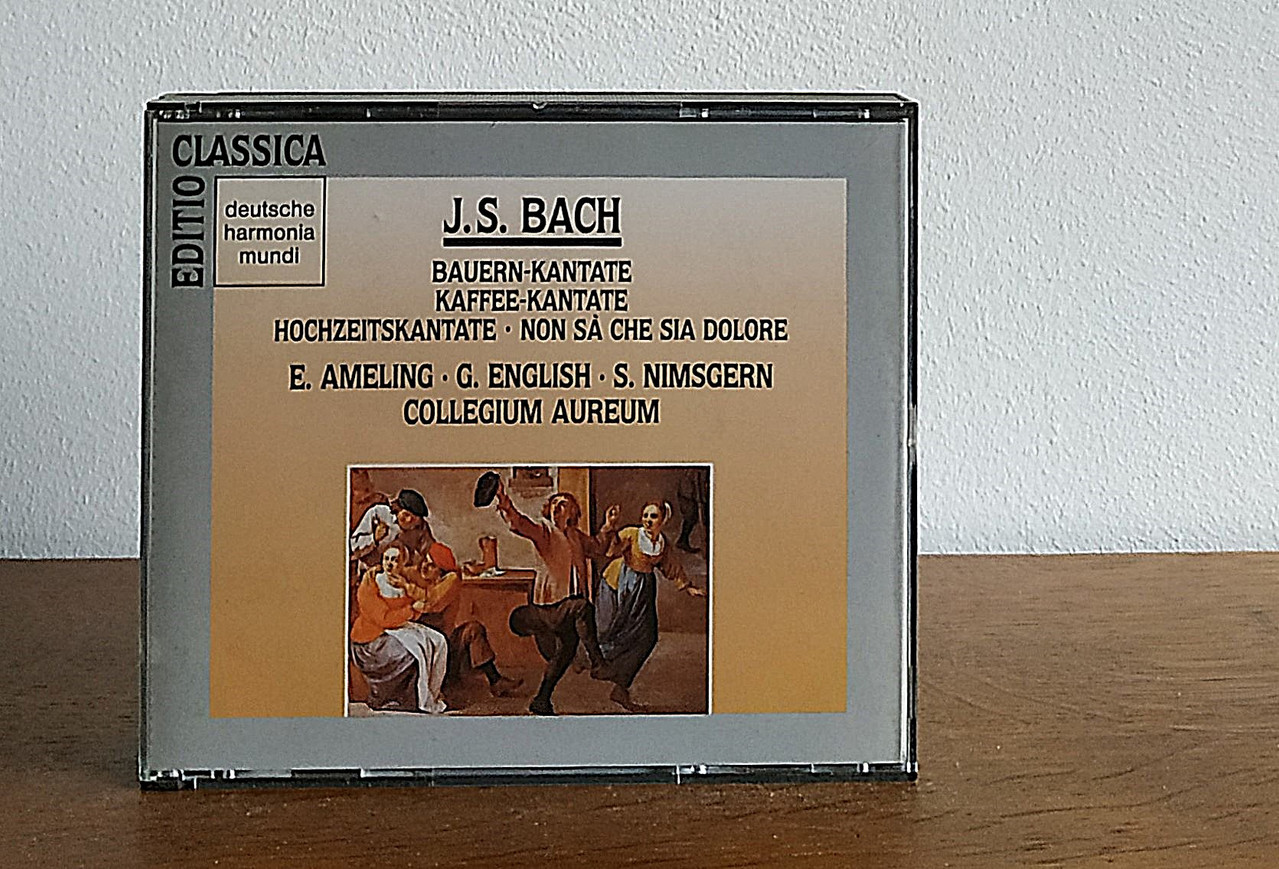 EDITIO CLASSICA
deutsche
harmonia
mundi
J.S. BACH
BAUERN-KANTATE
KAFFEE-KANTATE
HOCHZEITSKANTATE · NON SÀ CHE SIA DOLORE
E. AMELING · G. ENGLISH · S. NIMSGERN
COLLEGIUM AUREUM